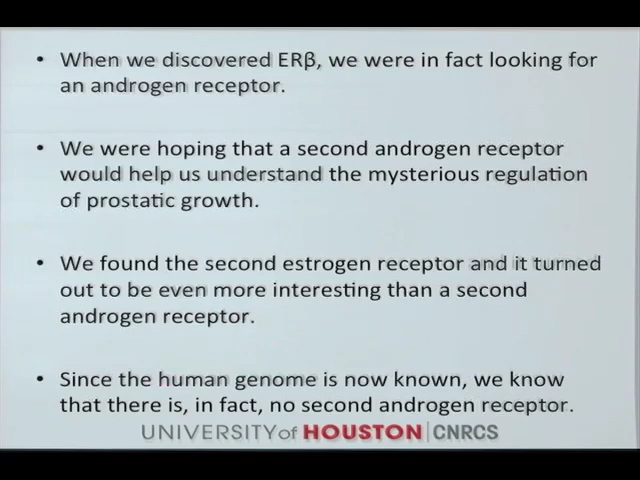 • When we discovered ERβ, we were in fact looking for
an androgen receptor.
• We were hoping that a second androgen receptor
would help us understand the mysterious regulation
of prostatic growth.
• We found the second estrogen receptor and it turned
out to be even more interesting than a second
androgen receptor.
• Since the human genome is now known, we know
that there is, in fact, no second androgen receptor.
UNIVERSITY of HOUSTON | CNRCS